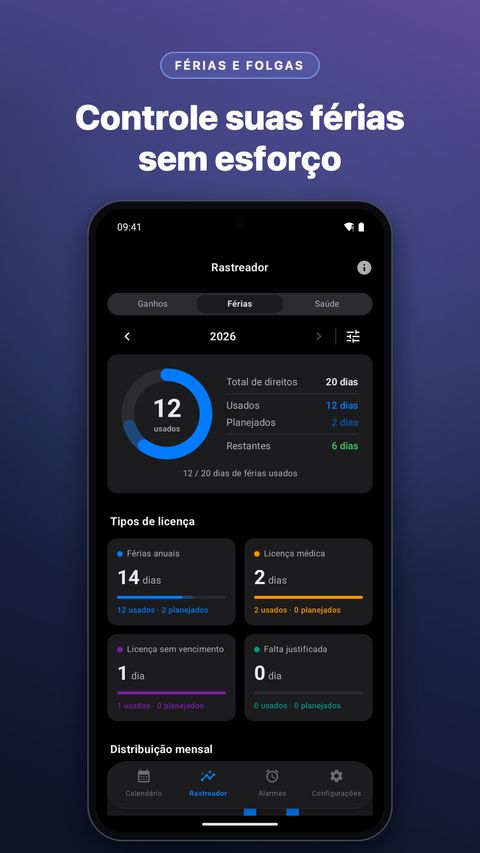 FÉRIAS E FOLGAS
Controle suas férias
sem esforço
09:41
Rastreador
Ganhos
Férias
Saúde
2026
12
usados
Total de direitos 20 dias
Usados 12 dias
Planejados 2 dias
Restantes 6 dias
12 / 20 dias de férias usados
Tipos de licença
Férias anuais
14 dias
12 usados · 2 planejados
Licença médica
2 dias
2 usados · 0 planejados
Licença sem vencimento
1 dia
1 usados · 0 planejados
Falta justificada
0 dia
0 usados · 0 planejados
Distribuição mensal
Calendário
Rastreador
Alarmes
Configurações